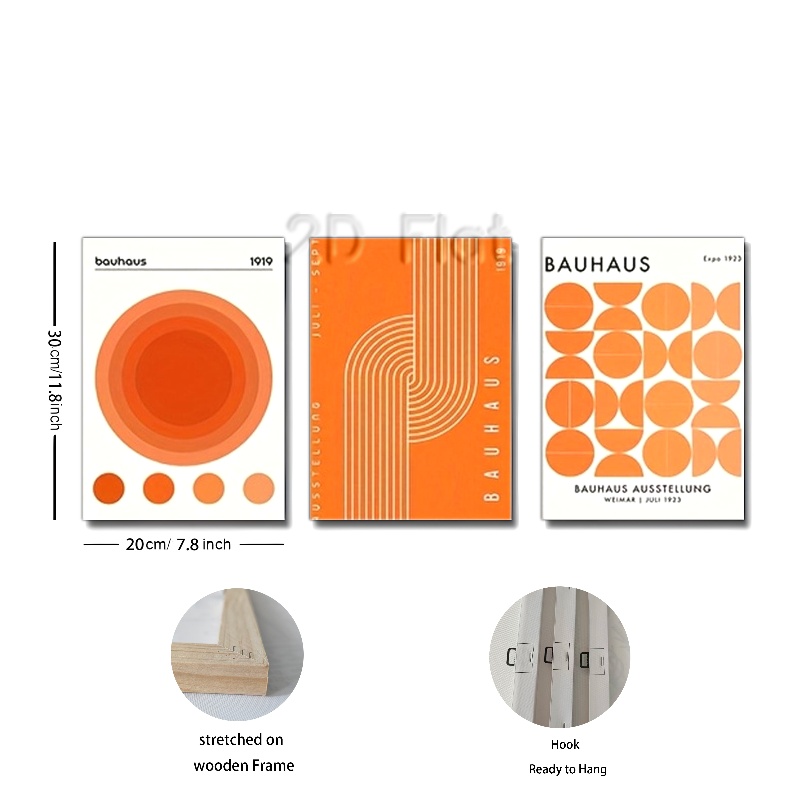 2D Flat
30cm/11.8inch
bauhaus 1919
JULI - SEPT
AUSSTELLUNG
BAUHAUS
1919
BAUHAUS
Expo 1923
BAUHAUS AUSSTELLUNG
WEIMAR | JULI 1923
20cm/ 7.8 inch
stretched on
wooden Frame
Hook
Ready to Hang